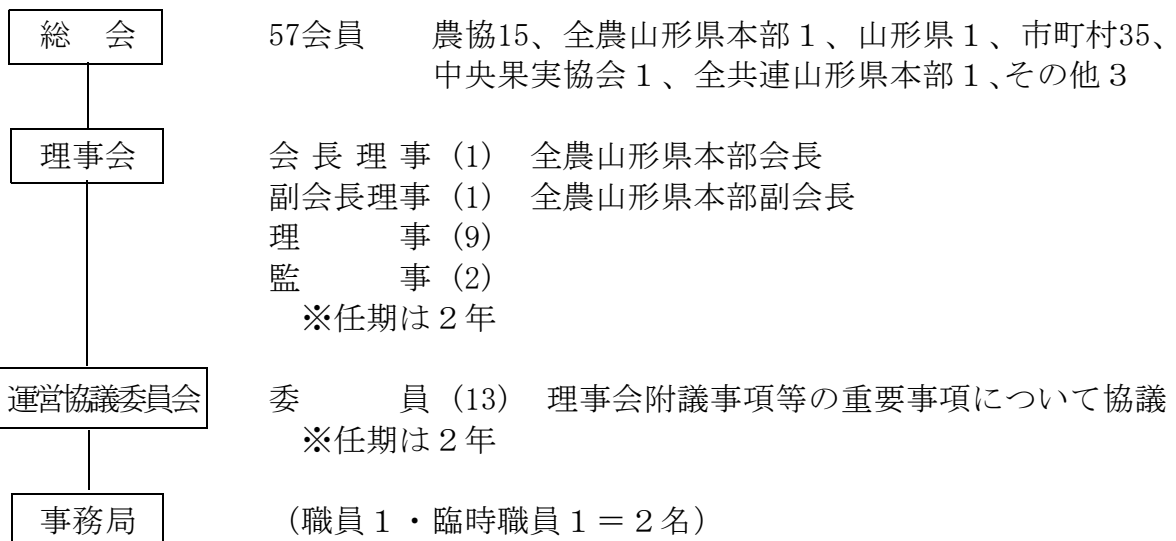 総　会　57会員　農協15、全農山形県本部１、山形県１、市町村35、
中央果実協会１、全共連山形県本部１、その他３
理事会　会 長 理 事 (1)　全農山形県本部会長
副会長理事 (1)　全農山形県本部副会長
理　　　事 (9)
監　　　事 (2)
※任期は２年
運営協議委員会　委　　　員 (13)　理事会附議事項等の重要事項について協議
※任期は２年
事務局　（職員１・臨時職員１＝２名）